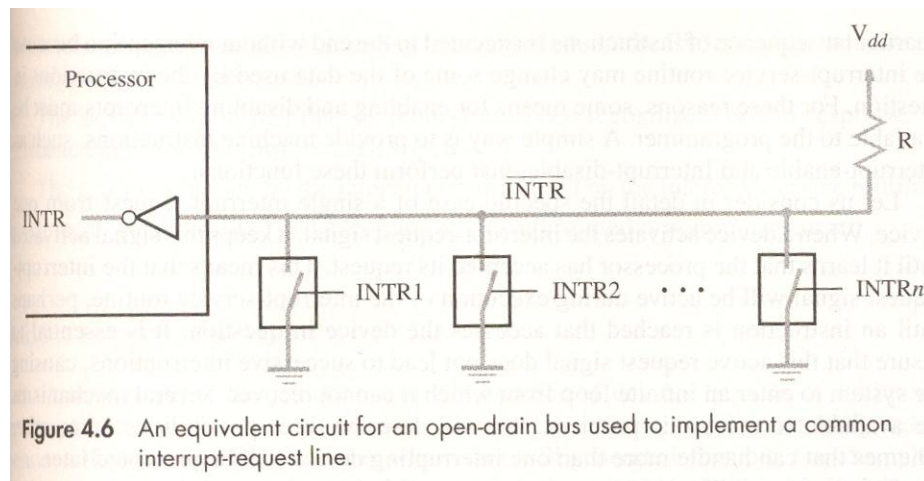 V_dd
Processor
R
INTR
INTR
INTR1
INTR2
. . .
INTRn
Figure 4.6 An equivalent circuit for an open-drain bus used to implement a common
interrupt-request line.